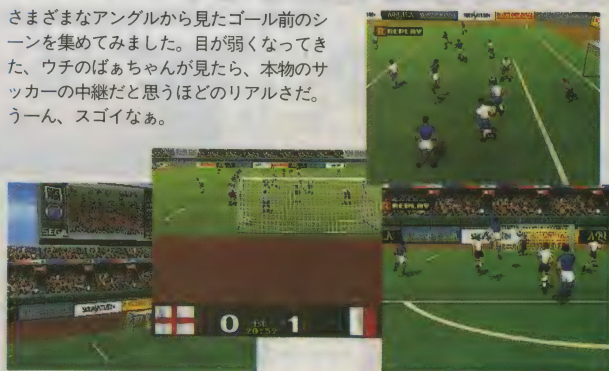 さまざまなアングルから見たゴール前のシ
ーンを集めてみました。目が弱くなってき
た、ウチのばぁちゃんが見たら、本物のサ
ッカーの中継だと思うほどのリアルさだ。
うーん、スゴイなぁ。
R REPLAY
SEGA
R REPLAY
0 1st 1
20:57